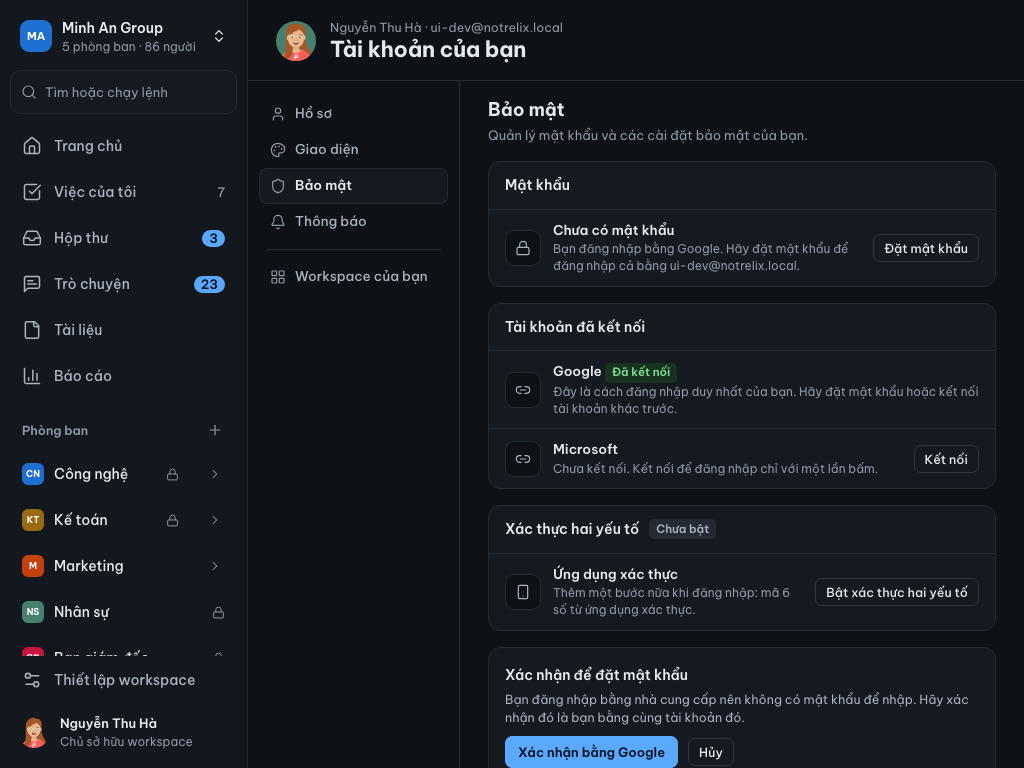 MA
Minh An Group
5 phòng ban · 86 người
Tìm hoặc chạy lệnh
Trang chủ
Việc của tôi 7
Hộp thư 3
Trò chuyện 23
Tài liệu
Báo cáo
Phòng ban
CN Công nghệ
KT Kế toán
M Marketing
NS Nhân sự
Ban giám đốc
Thiết lập workspace
Nguyễn Thu Hà
Chủ sở hữu workspace
Nguyễn Thu Hà · ui-dev@notrelix.local
Tài khoản của bạn
Hồ sơ
Giao diện
Bảo mật
Thông báo
Workspace của bạn
Bảo mật
Quản lý mật khẩu và các cài đặt bảo mật của bạn.
Mật khẩu
Chưa có mật khẩu
Bạn đăng nhập bằng Google. Hãy đặt mật khẩu để
đăng nhập cả bằng ui-dev@notrelix.local.
Đặt mật khẩu
Tài khoản đã kết nối
Google Đã kết nối
Đây là cách đăng nhập duy nhất của bạn. Hãy đặt mật khẩu hoặc kết nối
tài khoản khác trước.
Microsoft
Chưa kết nối. Kết nối để đăng nhập chỉ với một lần bấm.
Kết nối
Xác thực hai yếu tố Chưa bật
Ứng dụng xác thực
Thêm một bước nữa khi đăng nhập: mã 6
số từ ứng dụng xác thực.
Bật xác thực hai yếu tố
Xác nhận để đặt mật khẩu
Bạn đăng nhập bằng nhà cung cấp nên không có mật khẩu để nhập. Hãy xác
nhận đó là bạn bằng cùng tài khoản đó.
Xác nhận bằng Google Hủy